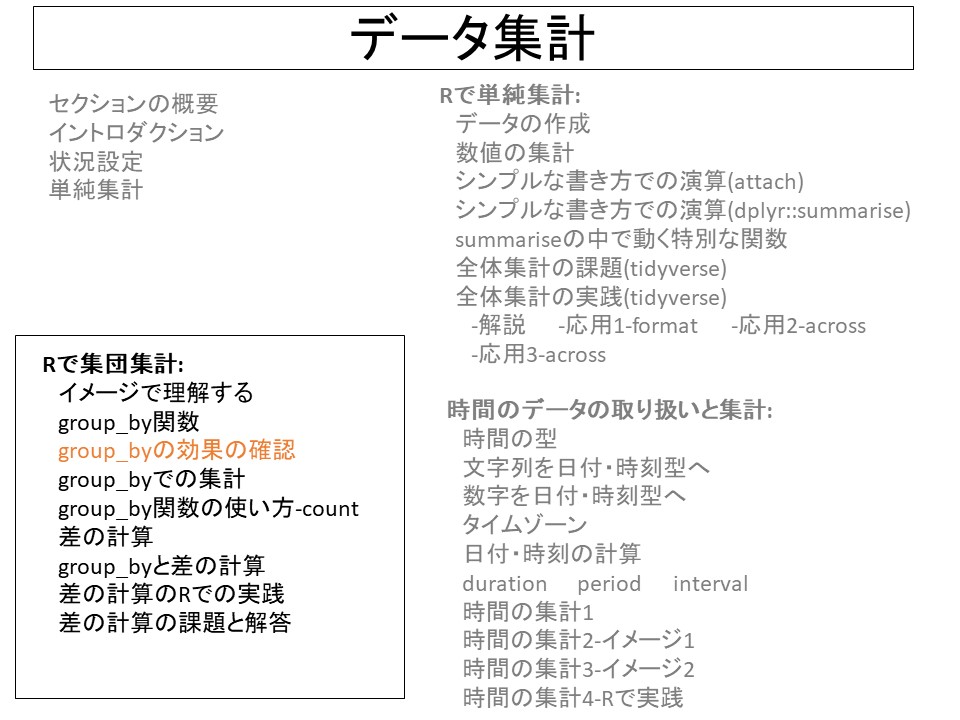 データ集計
セクションの概要
イントロダクション
状況設定
単純集計
Rで単純集計:
データの作成
数値の集計
シンプルな書き方での演算(attach)
シンプルな書き方での演算(dplyr::summarise)
summariseの中で動く特別な関数
全体集計の課題(tidyverse)
全体集計の実践(tidyverse)
-解説 -応用1-format -応用2-across
-応用3-across
Rで集団集計:
イメージで理解する
group_by関数
group_byの効果の確認
group_byでの集計
group_by関数の使い方-count
差の計算
group_byと差の計算
差の計算のRでの実践
差の計算の課題と解答
時間のデータの取り扱いと集計:
時間の型
文字列を日付・時刻型へ
数字を日付・時刻型へ
タイムゾーン
日付・時刻の計算
duration period interval
時間の集計1
時間の集計2-イメージ1
時間の集計3-イメージ2
時間の集計4-Rで実践